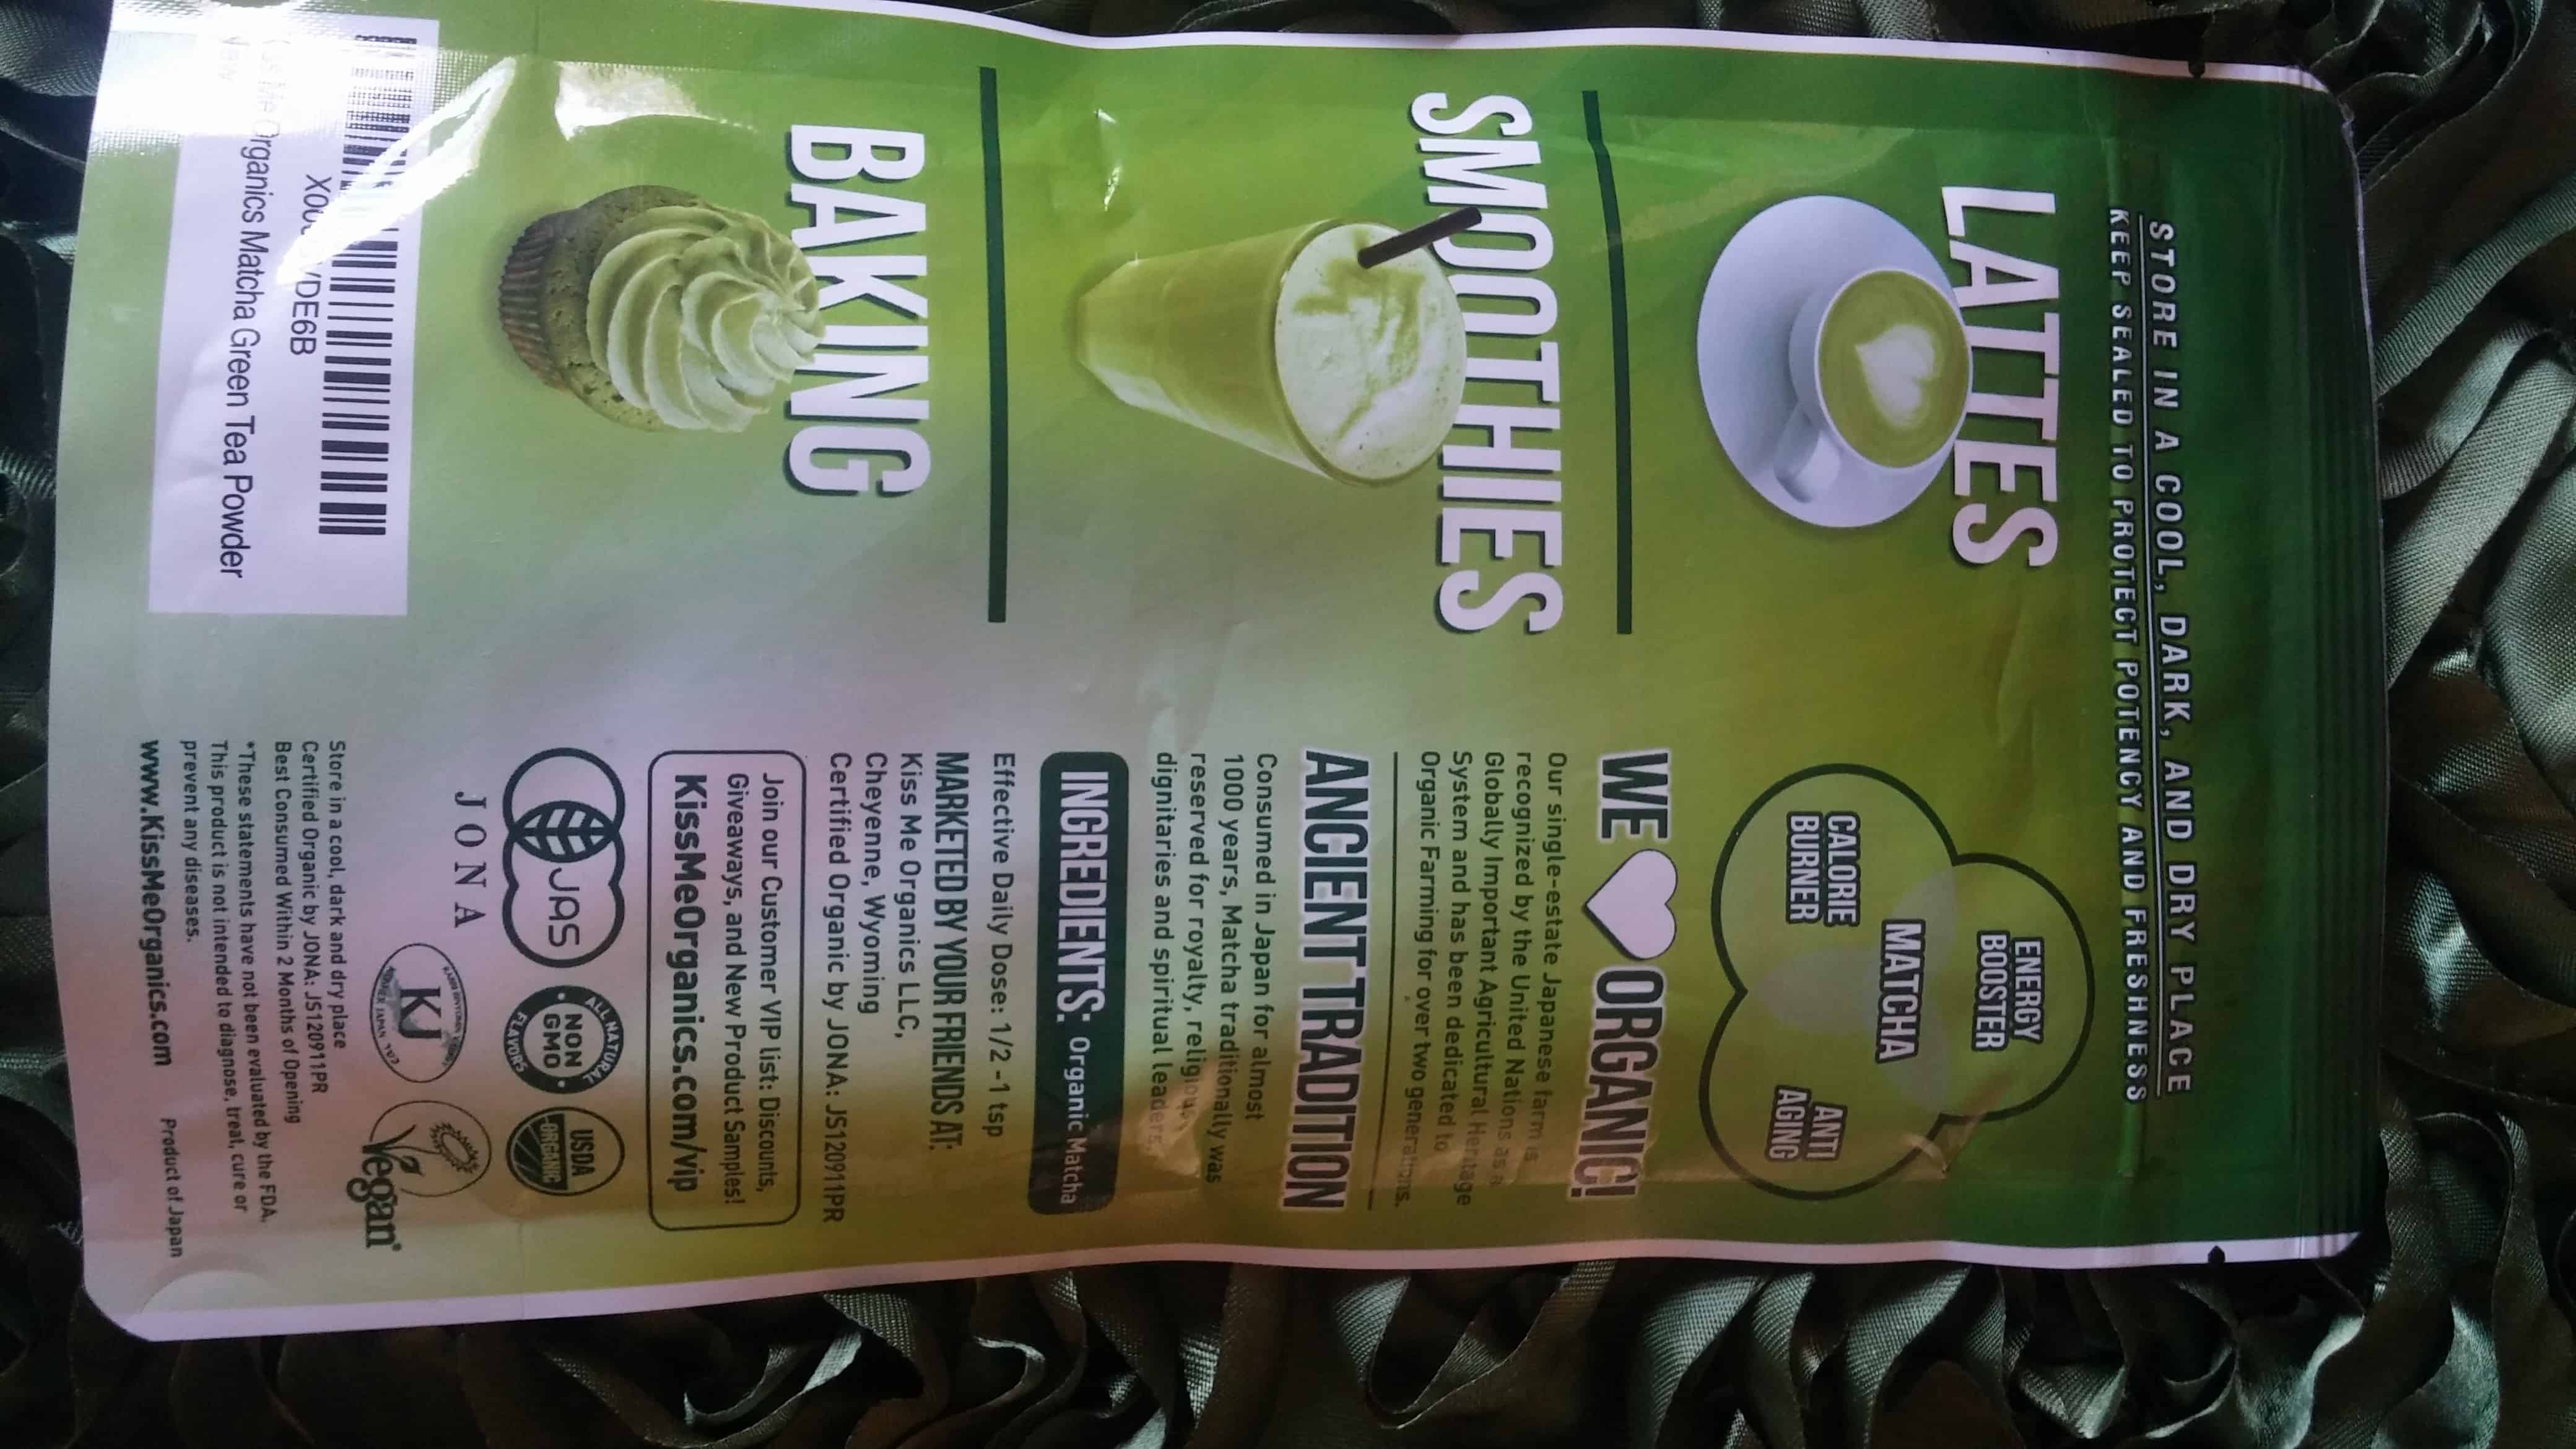 STORE IN A COOL, DARK, AND DRY PLACE
KEEP SEALED TO PROTECT POTENCY AND FRESHNESS
LATTES
SMOOTHIES
BAKING
VDE6B
Organics Matcha Green Tea Powder
New
ENERGY
BOOSTER
MATCHA
CALORIE
BURNER
ANTI
AGING
WE ORGANIC!
Our single-estate Japanese farm is
recognized by the United Nations as a
Globally Important Agricultural Heritage
System and has been dedicated to
Organic Farming for over two generations.
ANCIENT TRADITION
Consumed in Japan for almost
1000 years, Matcha traditionally was
reserved for royalty, religious
dignitaries and spiritual leaders
INGREDIENTS: Organic Matcha
Effective Daily Dose: 1/2 -1 tsp
MARKETED BY YOUR FRIENDS AT:
Kiss Me Organics LLC,
Cheyenne, Wyoming
Certified Organic by JONA: JS120911PR
Join our Customer VIP list: Discounts,
Giveaways, and New Product Samples!
KissMeOrganics.com/vip
JAS
JONA
ALL NATURAL
NON
GMO
FLAVORS
USDA
ORGANIC
KJ
Vegan®
Store in a cool, dark and dry place
Certified Organic by JONA: JS120911PR
Best Consumed Within 2 Months of Opening
*These statements have not been evaluated by the FDA.
This product is not intended to diagnose, treat, cure or
prevent any diseases.
www.KissMeOrganics.com
Product of Japan